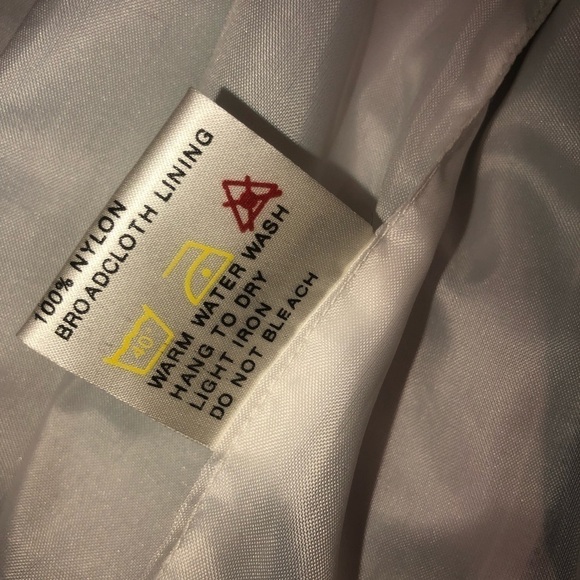 100% NYLON
BROADCLOTH LINING
40°
WARM WATER WASH
HANG TO DRY
LIGHT IRON
DO NOT BLEACH